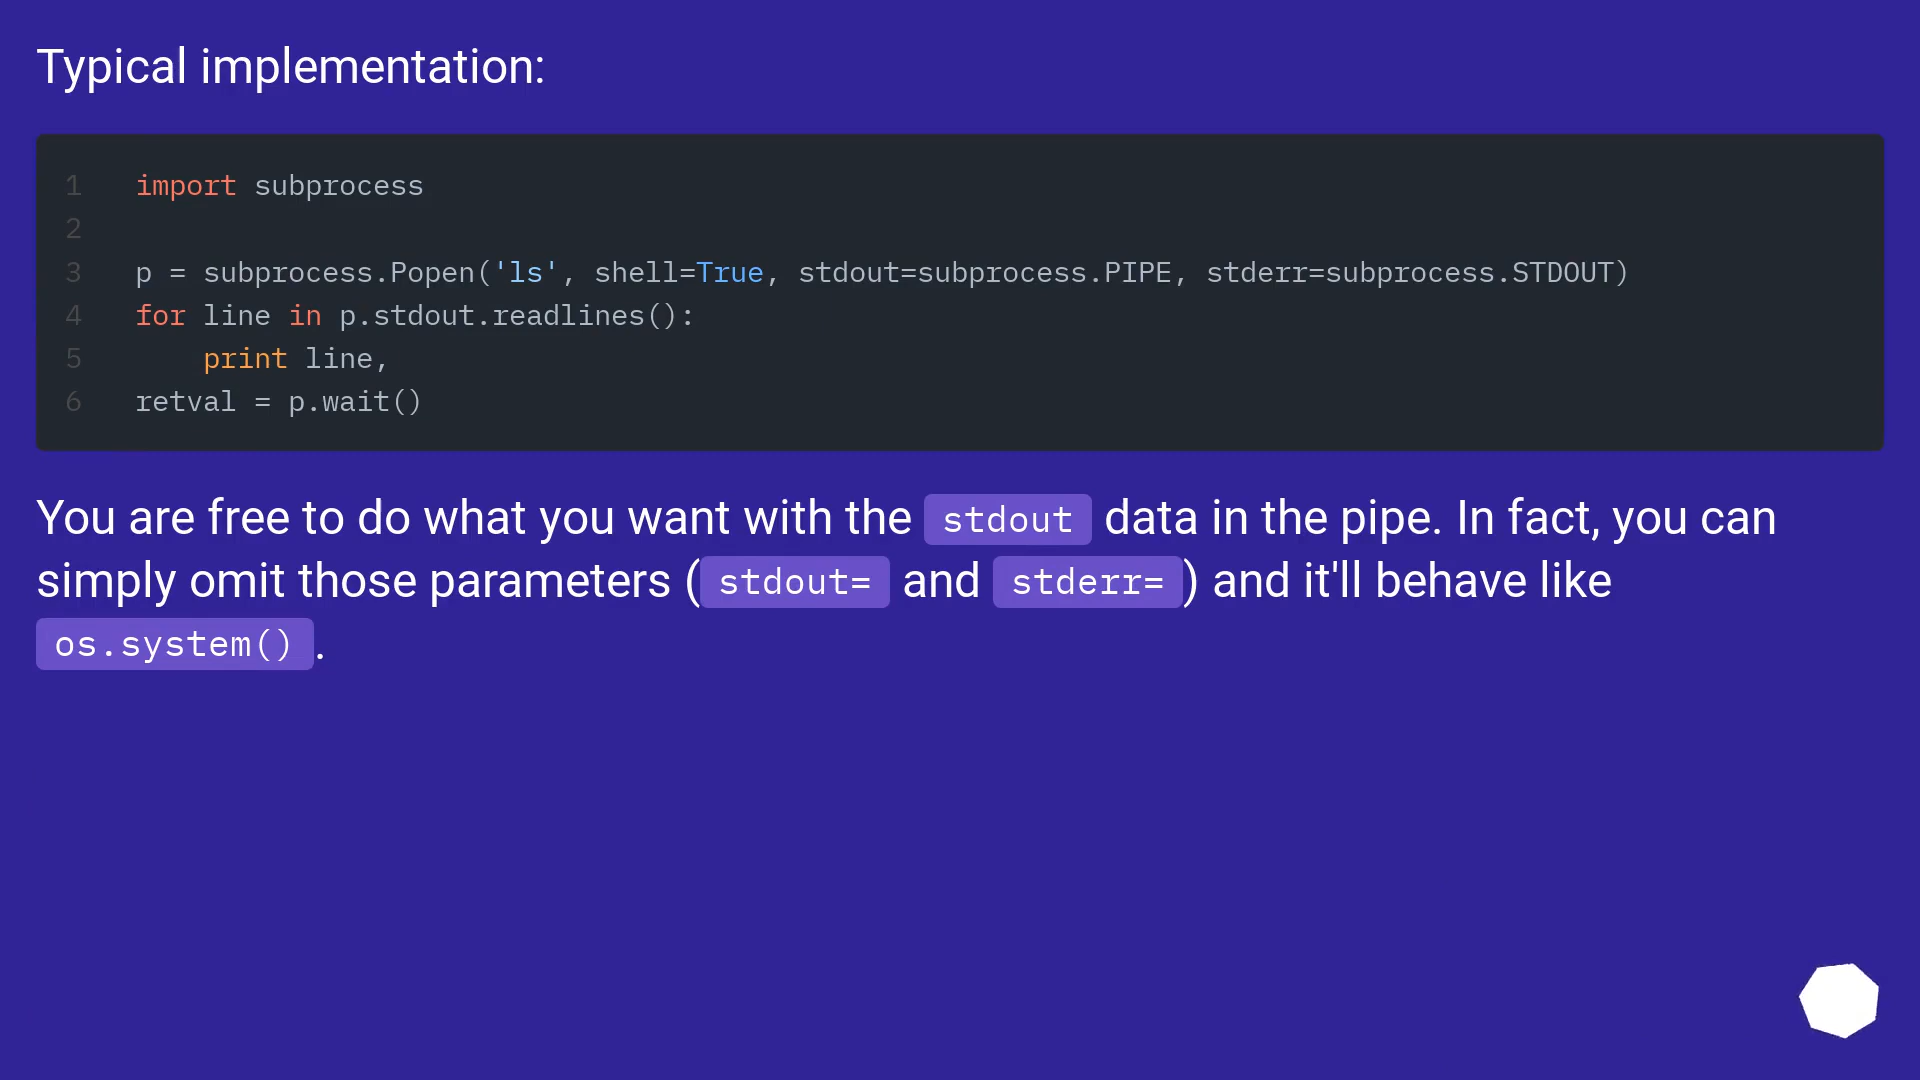 Typical implementation:
1 import subprocess
2
3 p = subprocess.Popen('ls', shell=True, stdout=subprocess.PIPE, stderr=subprocess.STDOUT)
4 for line in p.stdout.readlines():
5     print line,
6 retval = p.wait()
You are free to do what you want with the stdout data in the pipe. In fact, you can
simply omit those parameters (stdout= and stderr=) and it'll behave like
os.system().